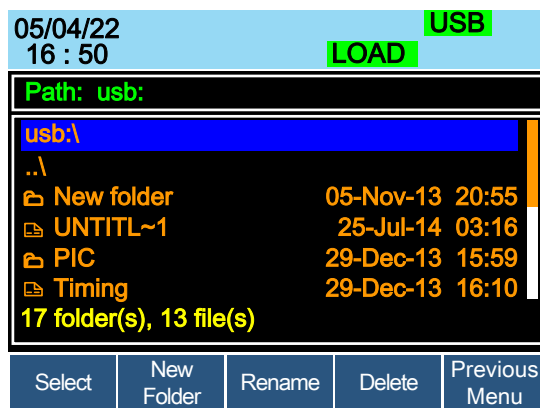 05/04/22 USB
16 : 50 LOAD
Path: usb:
usb:\
..\
New folder 05-Nov-13 20:55
UNTITL~1 25-Jul-14 03:16
PIC 29-Dec-13 15:59
Timing 29-Dec-13 16:10
17 folder(s), 13 file(s)
Select New Folder Rename Delete Previous Menu